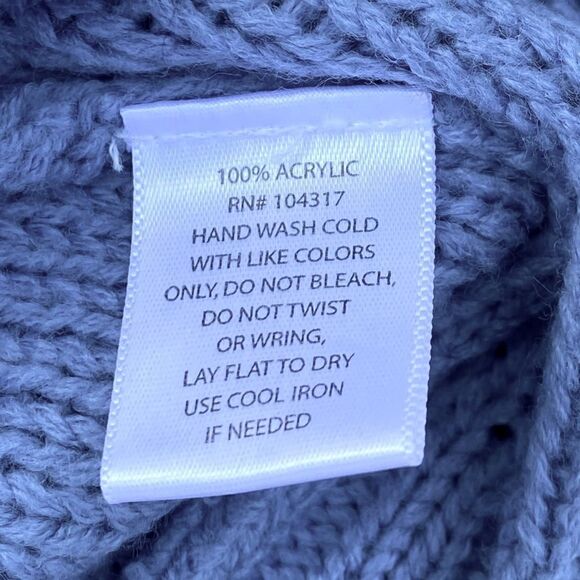 100% ACRYLIC
RN# 104317
HAND WASH COLD
WITH LIKE COLORS
ONLY, DO NOT BLEACH,
DO NOT TWIST
OR WRING,
LAY FLAT TO DRY
USE COOL IRON
IF NEEDED